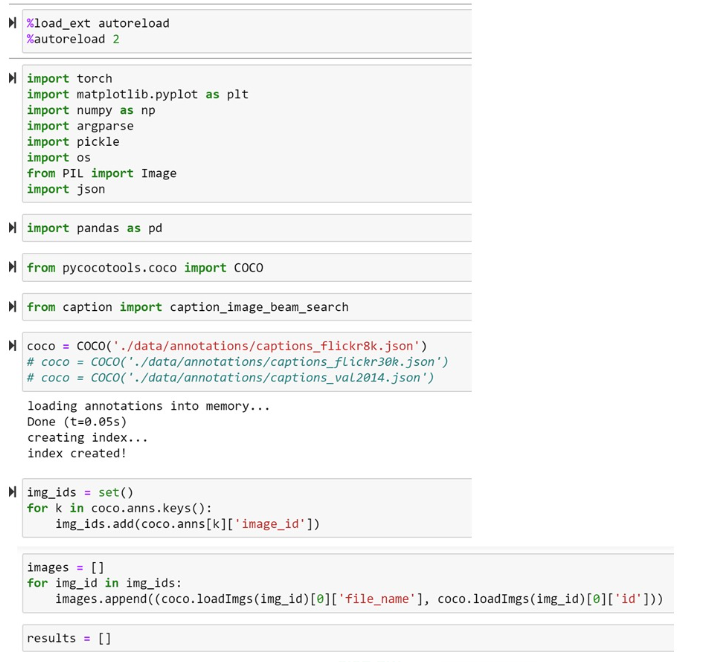 %load_ext autoreload
%autoreload 2
import torch
import matplotlib.pyplot as plt
import numpy as np
import argparse
import pickle
import os
from PIL import Image
import json
import pandas as pd
from pycocotools.coco import COCO
from caption import caption_image_beam_search
coco = COCO('./data/annotations/captions_flickr8k.json')
# coco = COCO('./data/annotations/captions_flickr30k.json')
# coco = COCO('./data/annotations/captions_val2014.json')
loading annotations into memory...
Done (t=0.05s)
creating index...
index created!
img_ids = set()
for k in coco.anns.keys():
    img_ids.add(coco.anns[k]['image_id'])
images = []
for img_id in img_ids:
    images.append((coco.loadImgs(img_id)[0]['file_name'], coco.loadImgs(img_id)[0]['id']))
results = []